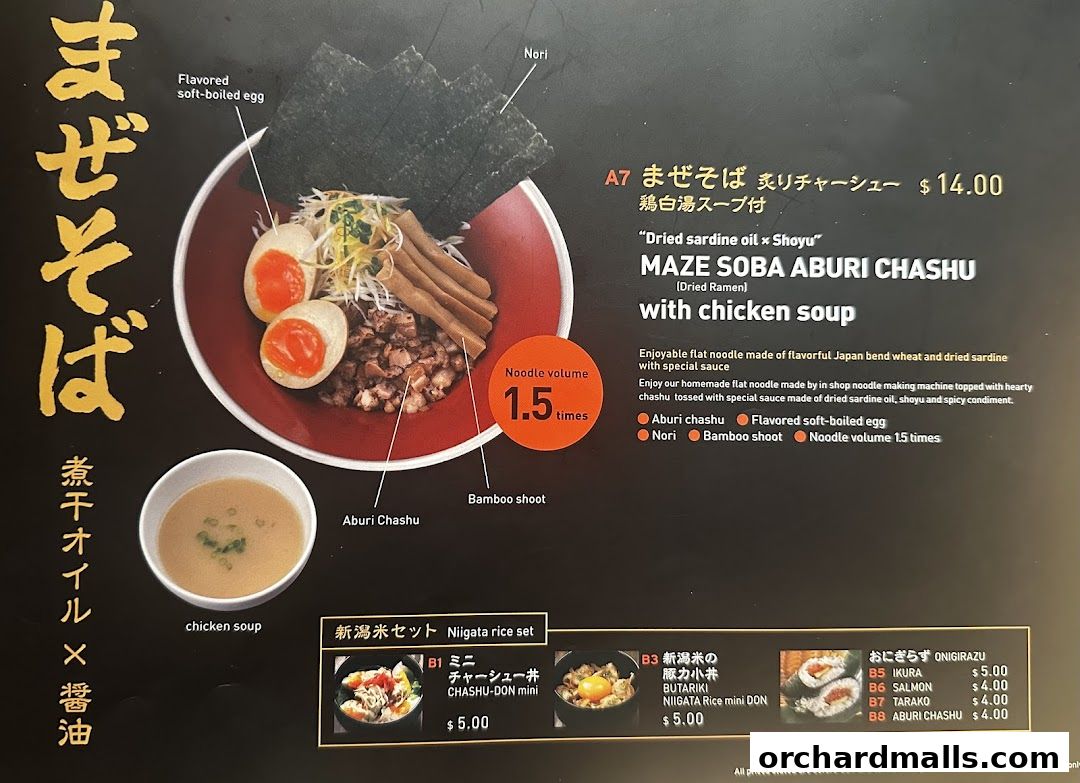 まぜそば
煮干オイル×醤油
Flavored
soft-boiled egg
Nori
Noodle volume
1.5 times
Bamboo shoot
Aburi Chashu
chicken soup
A7 まぜそば 炙りチャーシュー $14.00
鶏白湯スープ付
“Dried sardine oil × Shoyu”
MAZE SOBA ABURI CHASHU
(Dried Ramen)
with chicken soup
Enjoyable flat noodle made of flavorful Japan bend wheat and dried sardine
with special sauce
Enjoy our homemade flat noodle made by in shop noodle making machine topped with hearty
chashu tossed with special sauce made of dried sardine oil, shoyu and spicy condiment.
Aburi chashu Flavored soft-boiled egg
Nori Bamboo shoot Noodle volume 1.5 times
新潟米セット Niigata rice set
B1 ミニ
チャーシュー丼
CHASHU-DON mini
$5.00
B3 新潟米の
豚力小丼
BUTARIKI
NIIGATA Rice mini DON
$5.00
おにぎらず ONIGIRAZU
B5 IKURA $5.00
B6 SALMON $4.00
B7 TARAKO $4.00
B8 ABURI CHASHU $4.00
orchardmalls.com
All
only